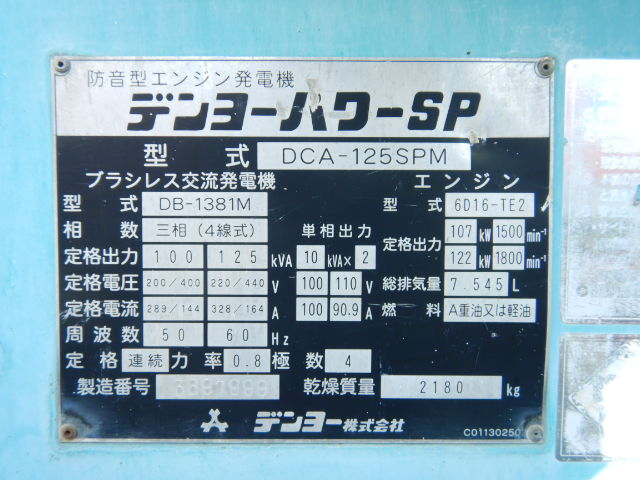 防音型エンジン発電機
デンヨーパワーSP
型式 DCA-125SPM
ブラシレス交流発電機 エンジン
型式 DB-1381M 型式 6D16-TE2
相数 三相(4線式) 単相出力 定格出力 107 kW 1500 min⁻¹
定格出力 100 125 kVA 10 kVA×2 122 kW 1800 min⁻¹
定格電圧 200/400 220/440 V 100 110 V 総排気量 7.545 L
定格電流 289/144 328/164 A 100 90.9 A 燃料 A重油又は軽油
周波数 50 60 Hz
定格 連続 力率 0.8 極数 4
製造番号 乾燥質量 2180 kg
デンヨー株式会社
C01130250